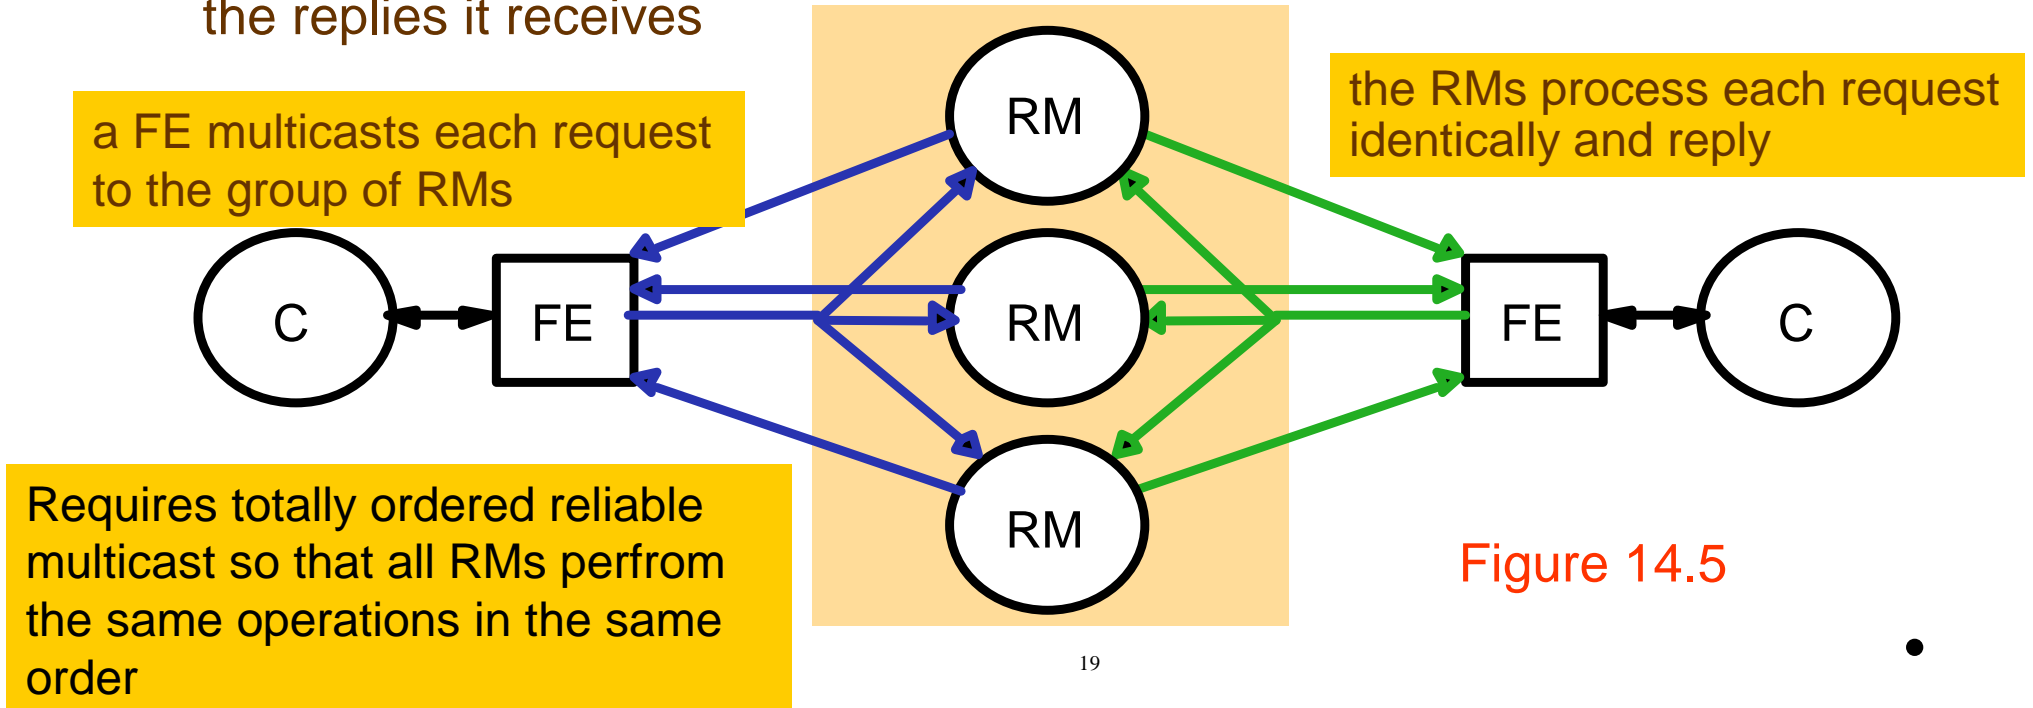 the replies it receives
a FE multicasts each request
to the group of RMs
the RMs process each request
identically and reply
RM
C
FE
RM
FE
C
RM
Requires totally ordered reliable
multicast so that all RMs perfrom
the same operations in the same
order
Figure 14.5
19
•